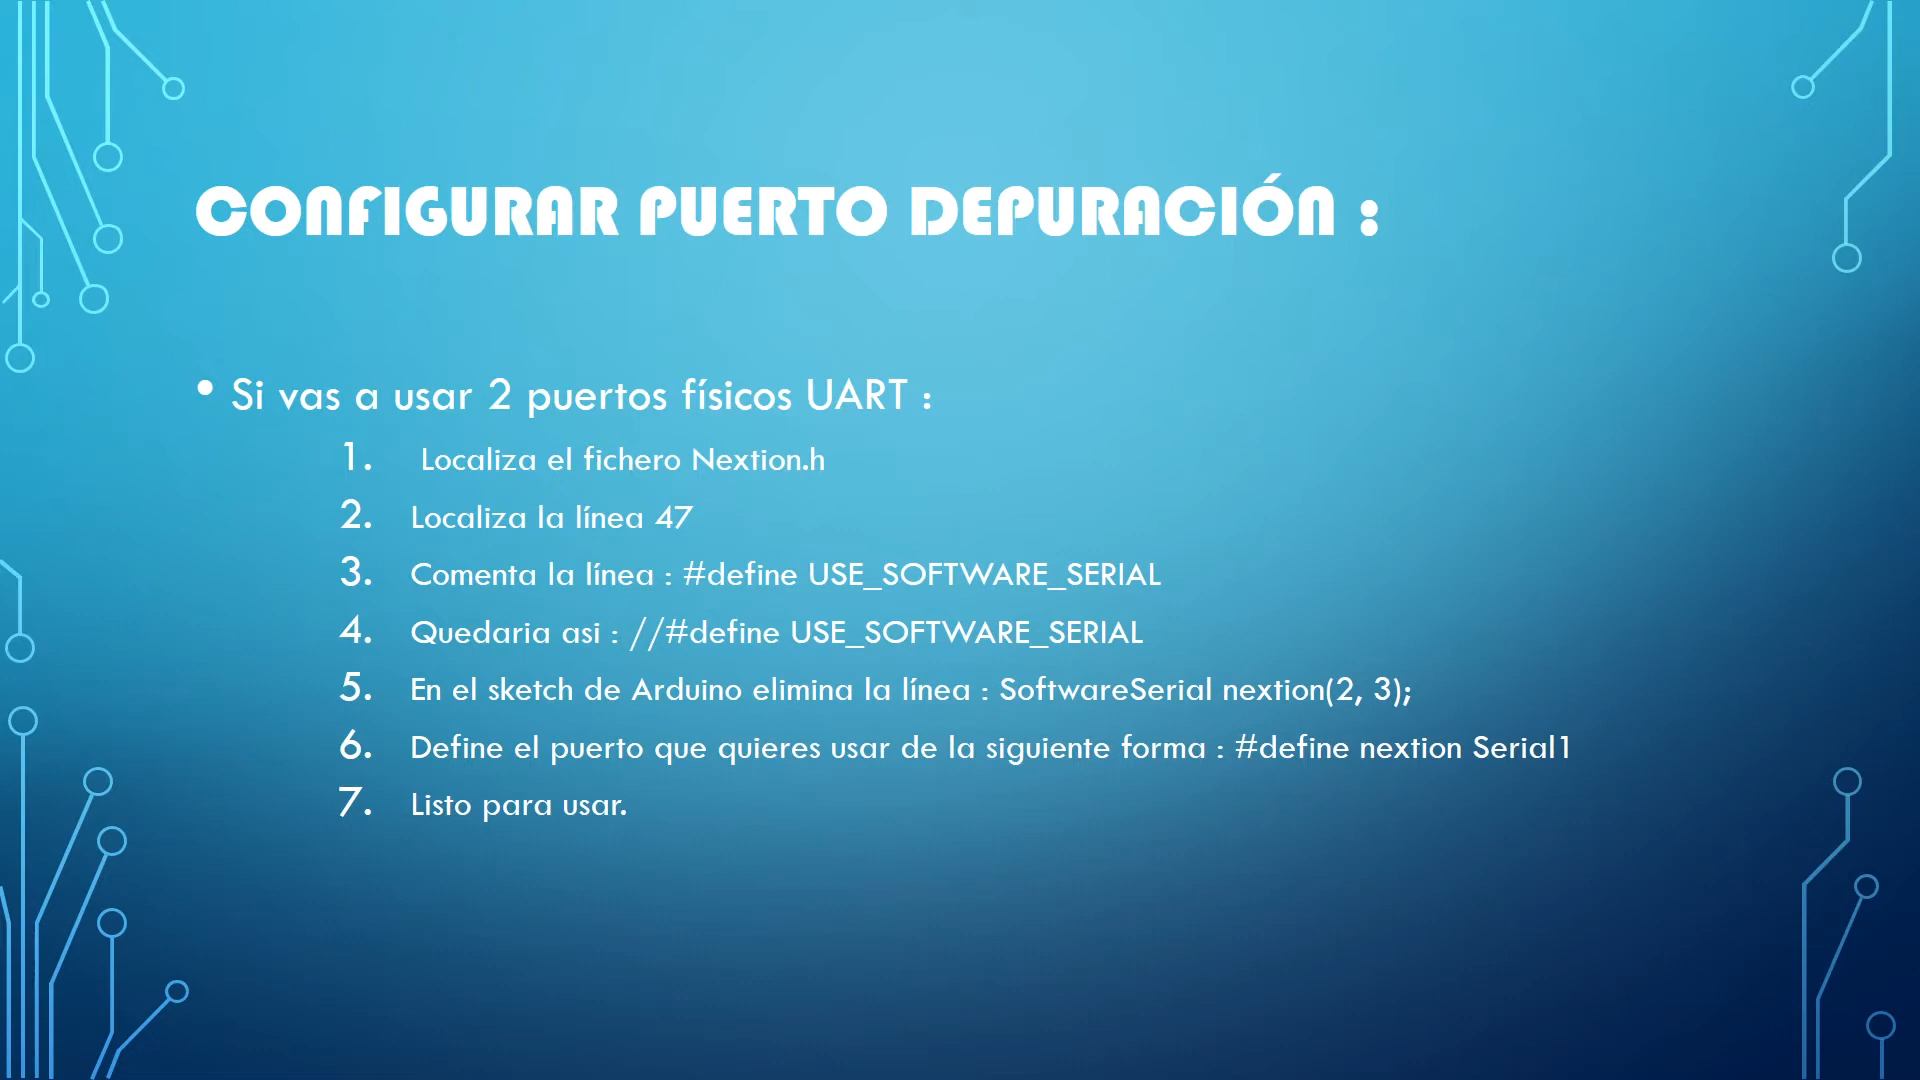 CONFIGURAR PUERTO DEPURACIÓN :
• Si vas a usar 2 puertos físicos UART :
1. Localiza el fichero Nextion.h
2. Localiza la línea 47
3. Comenta la línea : #define USE_SOFTWARE_SERIAL
4. Quedaria asi : //#define USE_SOFTWARE_SERIAL
5. En el sketch de Arduino elimina la línea : SoftwareSerial nextion(2, 3);
6. Define el puerto que quieres usar de la siguiente forma : #define nextion Serial1
7. Listo para usar.